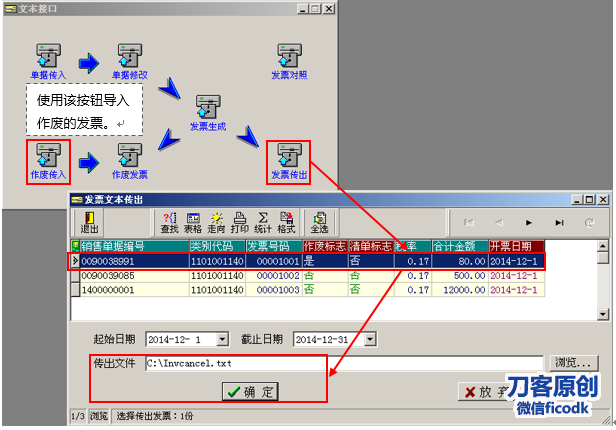 文本接口
单据传入
单据修改
发票对照
使用该按钮导入
作废的发票。
发票生成
作废传入
作废发票
发票传出
发票文本传出
退出 查找 表格 走向 打印 统计 格式 全选
销售单据编号 类别代码 发票号码 作废标志 清单标志 税率 合计金额 开票日期
0090038991 1101001140 00001001 是 否 0.17 80.00 2014-12-1
0090039085 1101001140 00001002 否 否 0.17 500.00 2014-12-1
1400000001 1101001140 00001003 否 否 0.17 12000.00 2014-12-1
起始日期 2014-12- 1 截止日期 2014-12-31
传出文件 C:\Invcancel.txt 浏览...
确 定 放
刀客原创
微信ficodk
1/3 浏览 选择传出发票：1份